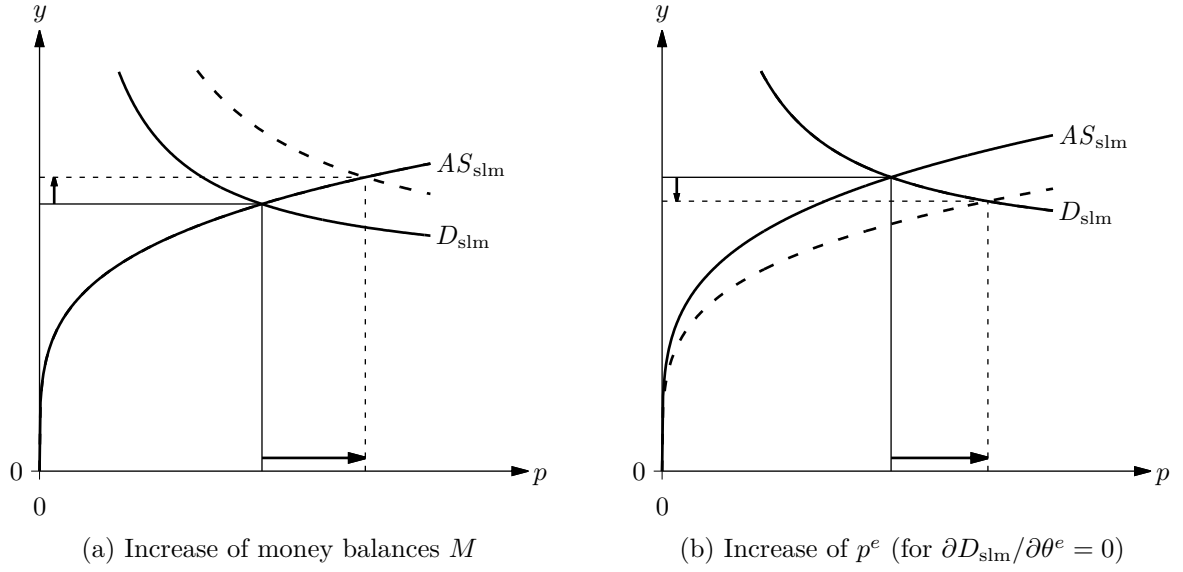 y
AS_slm
D_slm
0
p
0
(a) Increase of money balances M
y
AS_slm
D_slm
0
p
0
(b) Increase of p^e (for ∂D_slm/∂θ^e = 0)